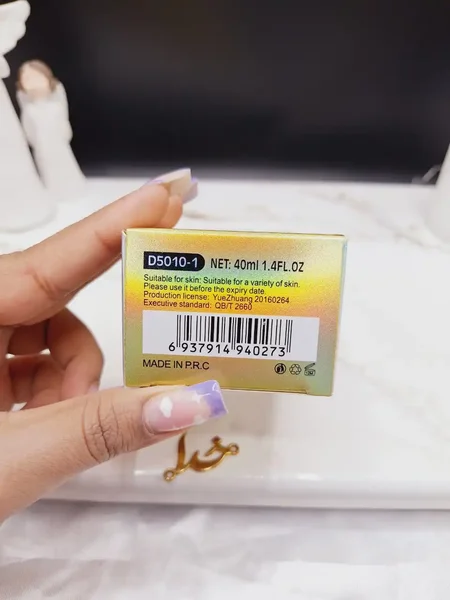 D5010-1 NET: 40ml 1.4FL.OZ
Suitable for skin: Suitable for a variety of skin.
Please use it before the expiry date
Production license: YueZhuang 20160264
Executive standard: QB/T 2660
6 937914 940273
MADE IN P.R.C
خدا